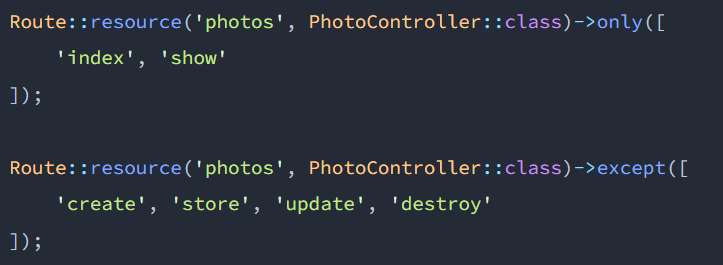 Route::resource('photos', PhotoController::class)->only([
    'index', 'show'
]);

Route::resource('photos', PhotoController::class)->except([
    'create', 'store', 'update', 'destroy'
]);